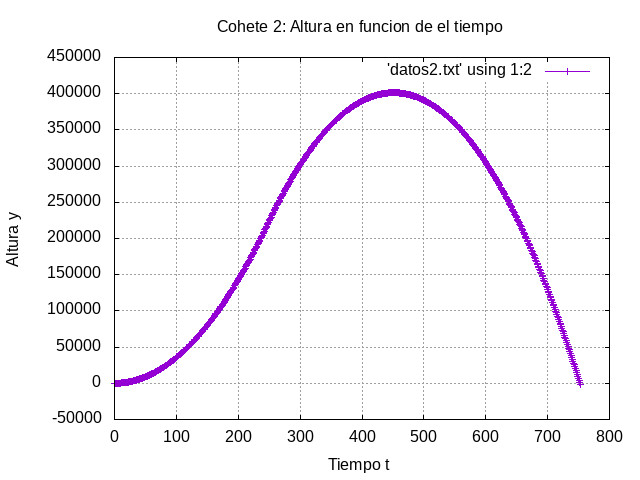 Cohete 2: Altura en funcion de el tiempo
'datos2.txt' using 1:2
450000
400000
350000
300000
250000
200000
150000
100000
50000
0
-50000
Altura y
0 100 200 300 400 500 600 700 800
Tiempo t